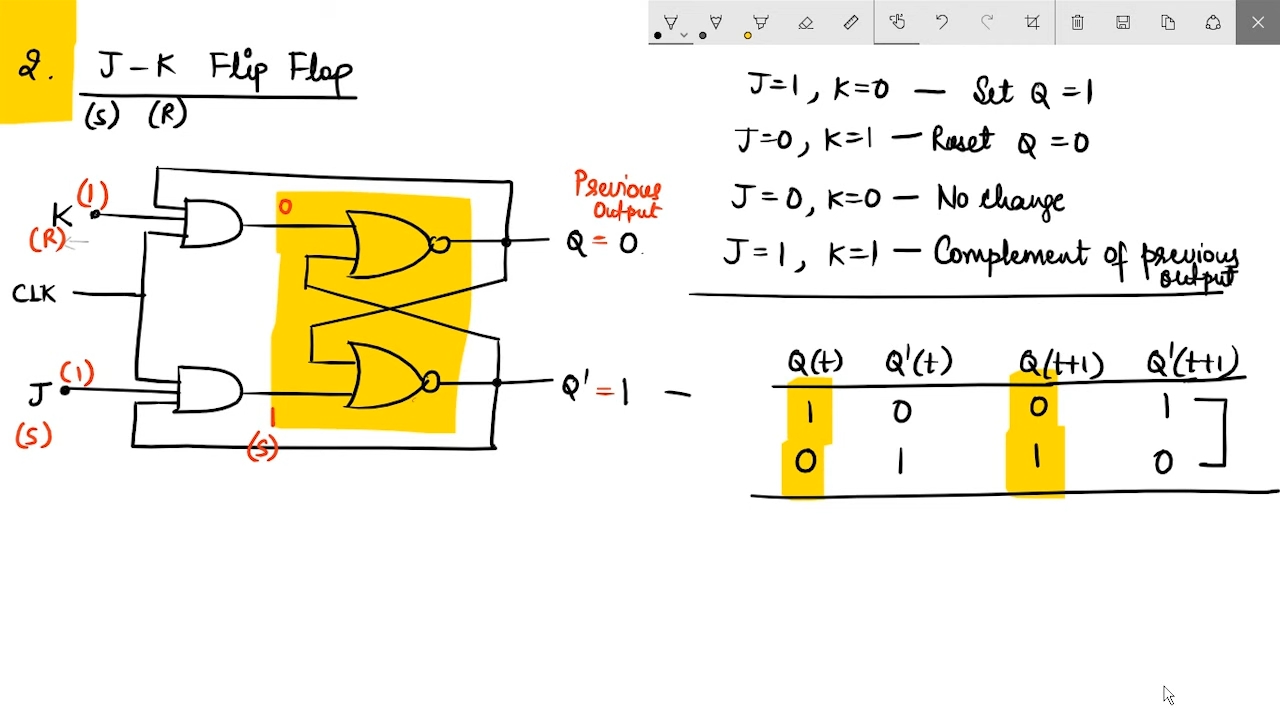 2. J-K Flip Flop
(S) (R)
K (1)
(R)
CLK
J (1)
(S)
0
1
(S)
Previous
Output
Q = 0.
Q' = 1 —
J=1, K=0 — Set Q =1
J=0, K=1 — Reset Q =0
J=0, K=0 — No change
J=1, K=1 — Complement of previous
output
Q(t) Q'(t) Q(t+1) Q'(t+1)
1 0 0 1
0 1 1 0